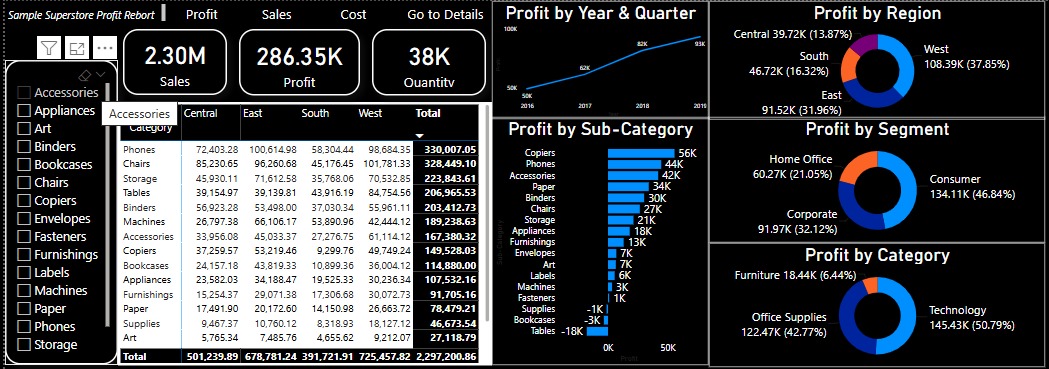 Sample Superstore Profit Rebort
Profit
Sales
Cost
Go to Details
2.30M
Sales
286.35K
Profit
38K
Quantity
Accessories
Appliances
Art
Binders
Bookcases
Chairs
Copiers
Envelopes
Fasteners
Furnishings
Labels
Machines
Paper
Phones
Storage
Accessories
Category Central East South West Total
Phones 72,403.28 100,614.98 58,304.44 98,684.35 330,007.05
Chairs 85,230.65 96,260.68 45,176.45 101,781.33 328,449.10
Storage 45,930.11 71,612.58 35,768.06 70,532.85 223,843.61
Tables 39,154.97 39,139.81 43,916.19 84,754.56 206,965.53
Binders 56,923.28 53,498.00 37,030.34 55,961.11 203,412.73
Machines 26,797.38 66,106.17 53,890.96 42,444.12 189,238.63
Accessories 33,956.08 45,033.37 27,276.75 61,114.12 167,380.32
Copiers 37,259.57 53,219.46 9,299.76 49,749.24 149,528.03
Bookcases 24,157.18 43,819.33 10,899.36 36,004.12 114,880.00
Appliances 23,582.03 34,188.47 19,525.33 30,236.34 107,532.16
Furnishings 15,254.37 29,071.38 17,306.68 30,072.73 91,705.16
Paper 17,491.90 20,172.60 14,150.98 26,663.72 78,479.21
Supplies 9,467.37 10,760.12 8,318.93 18,127.12 46,673.54
Art 5,765.34 7,485.76 4,655.62 9,212.07 27,118.79
Total 501,239.89 678,781.24 391,721.91 725,457.82 2,297,200.86
Profit by Year & Quarter
100K
50K
50K
62K
82K
93K
2016 2017 2018 2019
Profit by Sub-Category
Copiers 56K
Phones 44K
Accessories 42K
Paper 34K
Binders 30K
Chairs 27K
Storage 21K
Appliances 18K
Furnishings 13K
Envelopes 7K
Art 7K
Labels 6K
Machines 3K
Fasteners 1K
Supplies -1K
Bookcases -3K
Tables -18K
0K 50K
Profit
Sub-Category
Profit by Region
Central 39.72K (13.87%)
South
46.72K (16.32%)
East
91.52K (31.96%)
West
108.39K (37.85%)
Profit by Segment
Home Office
60.27K (21.05%)
Corporate
91.97K (32.12%)
Consumer
134.11K (46.84%)
Profit by Category
Furniture 18.44K (6.44%)
Office Supplies
122.47K (42.77%)
Technology
145.43K (50.79%)